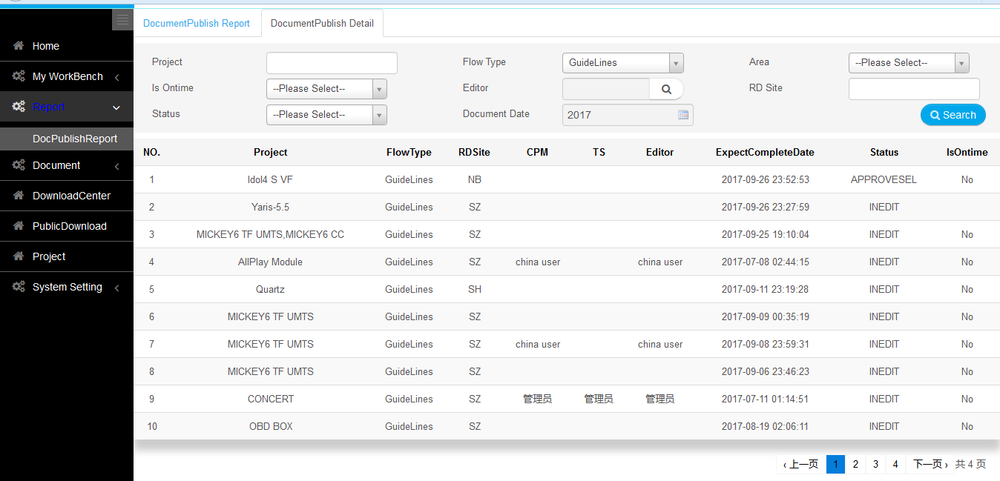 DocumentPublish Report DocumentPublish Detail
Home
My WorkBench
Report
DocPublishReport
Document
DownloadCenter
PublicDownload
Project
System Setting
Project Flow Type GuideLines Area --Please Select--
Is Ontime --Please Select-- Editor RD Site
Status --Please Select-- Document Date 2017 Search
NO. Project FlowType RDSite CPM TS Editor ExpectCompleteDate Status IsOntime
1 Idol4 S VF GuideLines NB 2017-09-26 23:52:53 APPROVESEL No
2 Yaris-5.5 GuideLines SZ 2017-09-26 23:27:59 INEDIT
3 MICKEY6 TF UMTS,MICKEY6 CC GuideLines SZ 2017-09-25 19:10:04 INEDIT No
4 AllPlay Module GuideLines SZ china user china user 2017-07-08 02:44:15 INEDIT No
5 Quartz GuideLines SH 2017-09-11 23:19:28 INEDIT No
6 MICKEY6 TF UMTS GuideLines SZ 2017-09-09 00:35:19 INEDIT No
7 MICKEY6 TF UMTS GuideLines SZ china user china user 2017-09-08 23:59:31 INEDIT No
8 MICKEY6 TF UMTS GuideLines SZ 2017-09-06 23:46:23 INEDIT No
9 CONCERT GuideLines SZ 管理员 管理员 管理员 2017-07-11 01:14:51 INEDIT No
10 OBD BOX GuideLines SZ 2017-08-19 02:06:11 INEDIT No
‹ 上一页 1 2 3 4 下一页 › 共 4 页